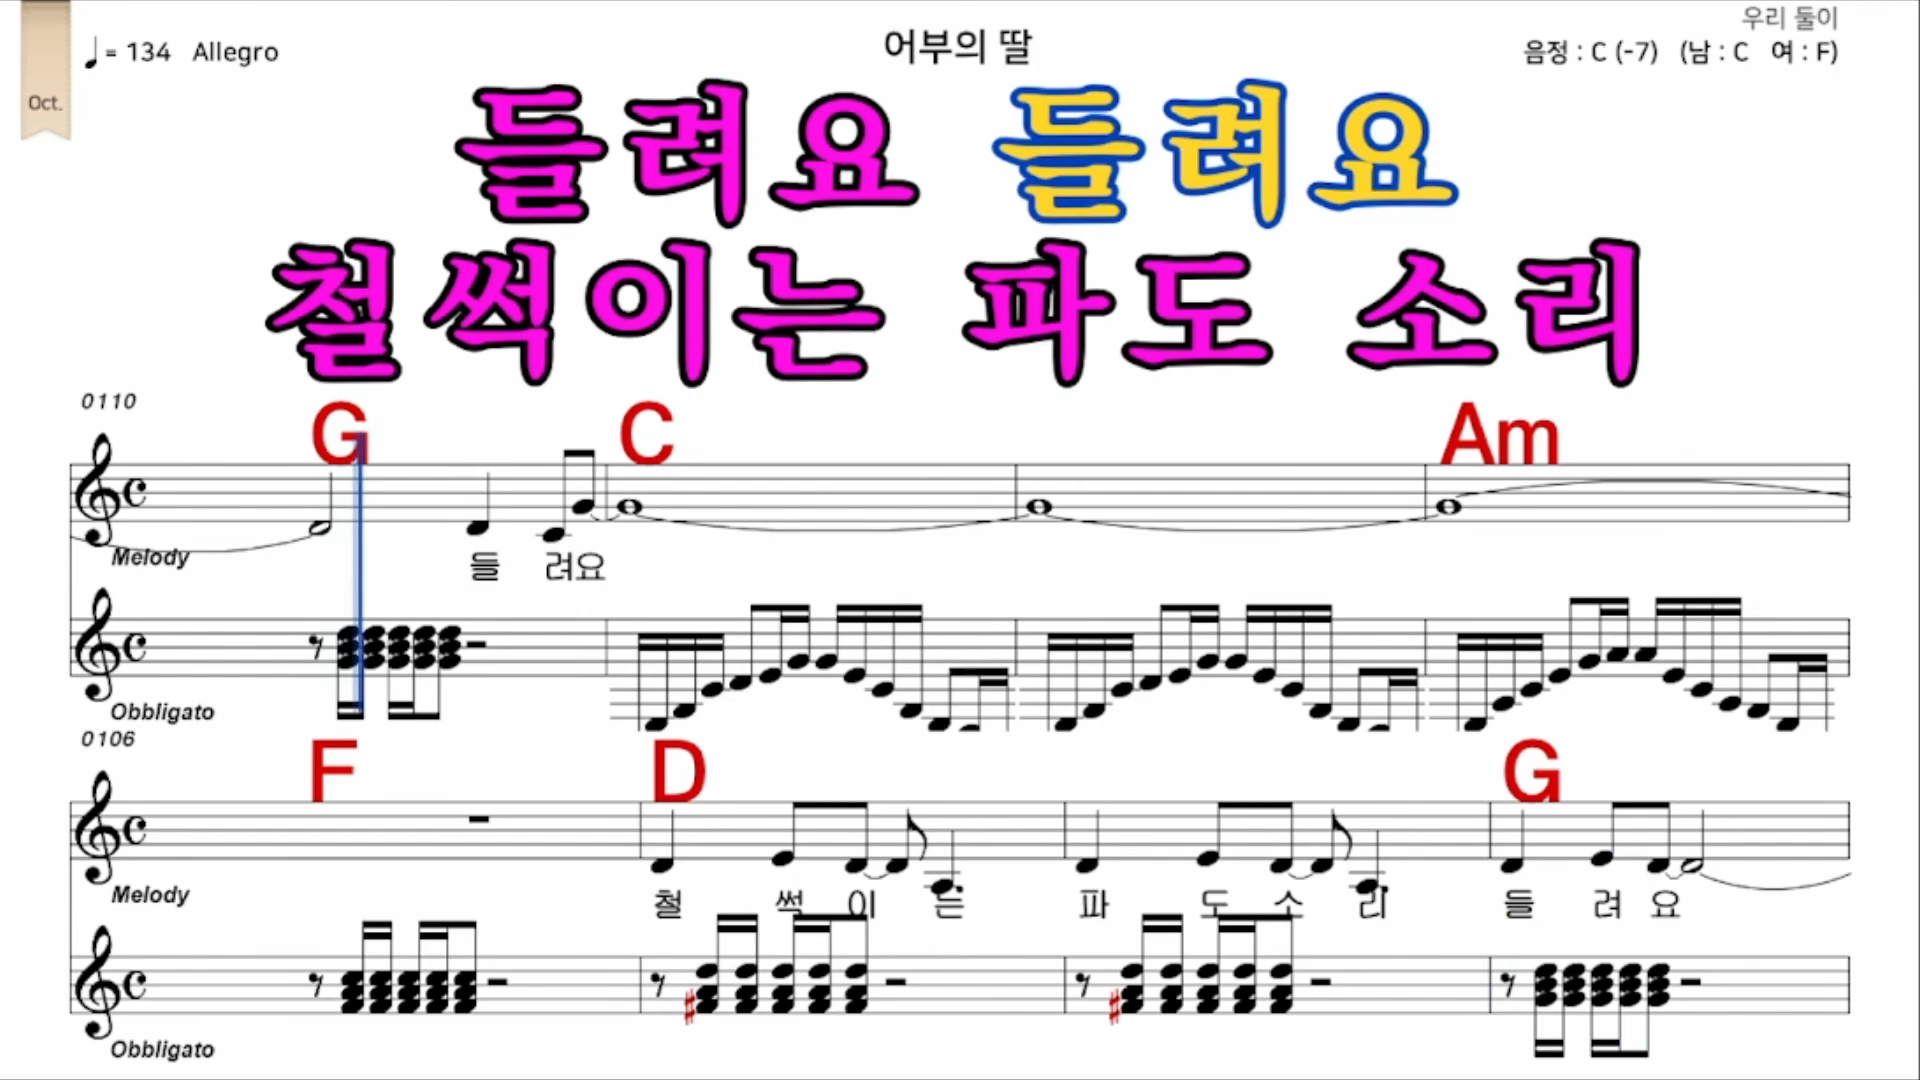 우리 둘이
♩ = 134 Allegro
어부의 딸
음정 : C (-7) (남 : C 여 : F)
Oct.
들려요 들려요
철썩이는 파도 소리
0110
G C Am
Melody
들 려요
Obbligato
0106
F D G
Melody
철 썩 이 는 파 도 소 리 들 려 요
Obbligato